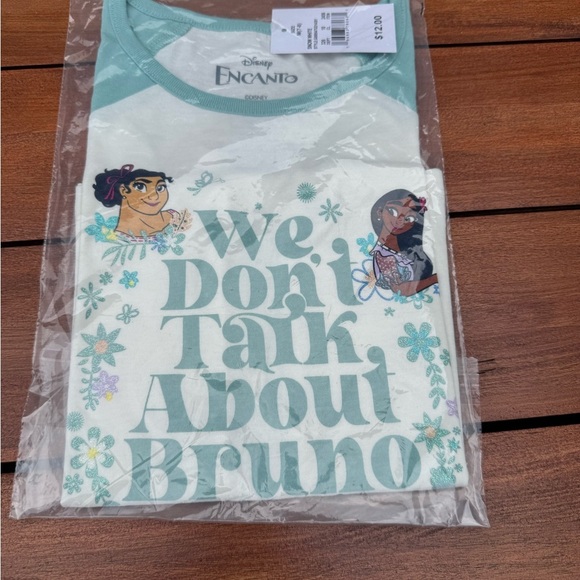 Disney
ENCANTO
$12.00
We
Don't
Talk
About
Bruno